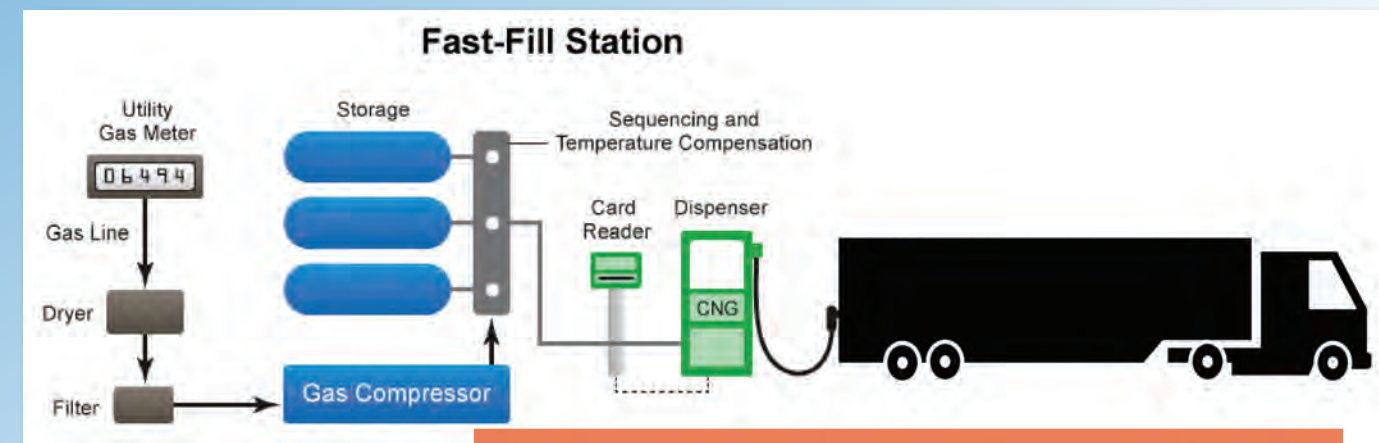 Fast-Fill Station
Utility
Gas Meter
06494
Gas Line
Dryer
Filter
Storage
Gas Compressor
Sequencing and
Temperature Compensation
Card
Reader
Dispenser
CNG